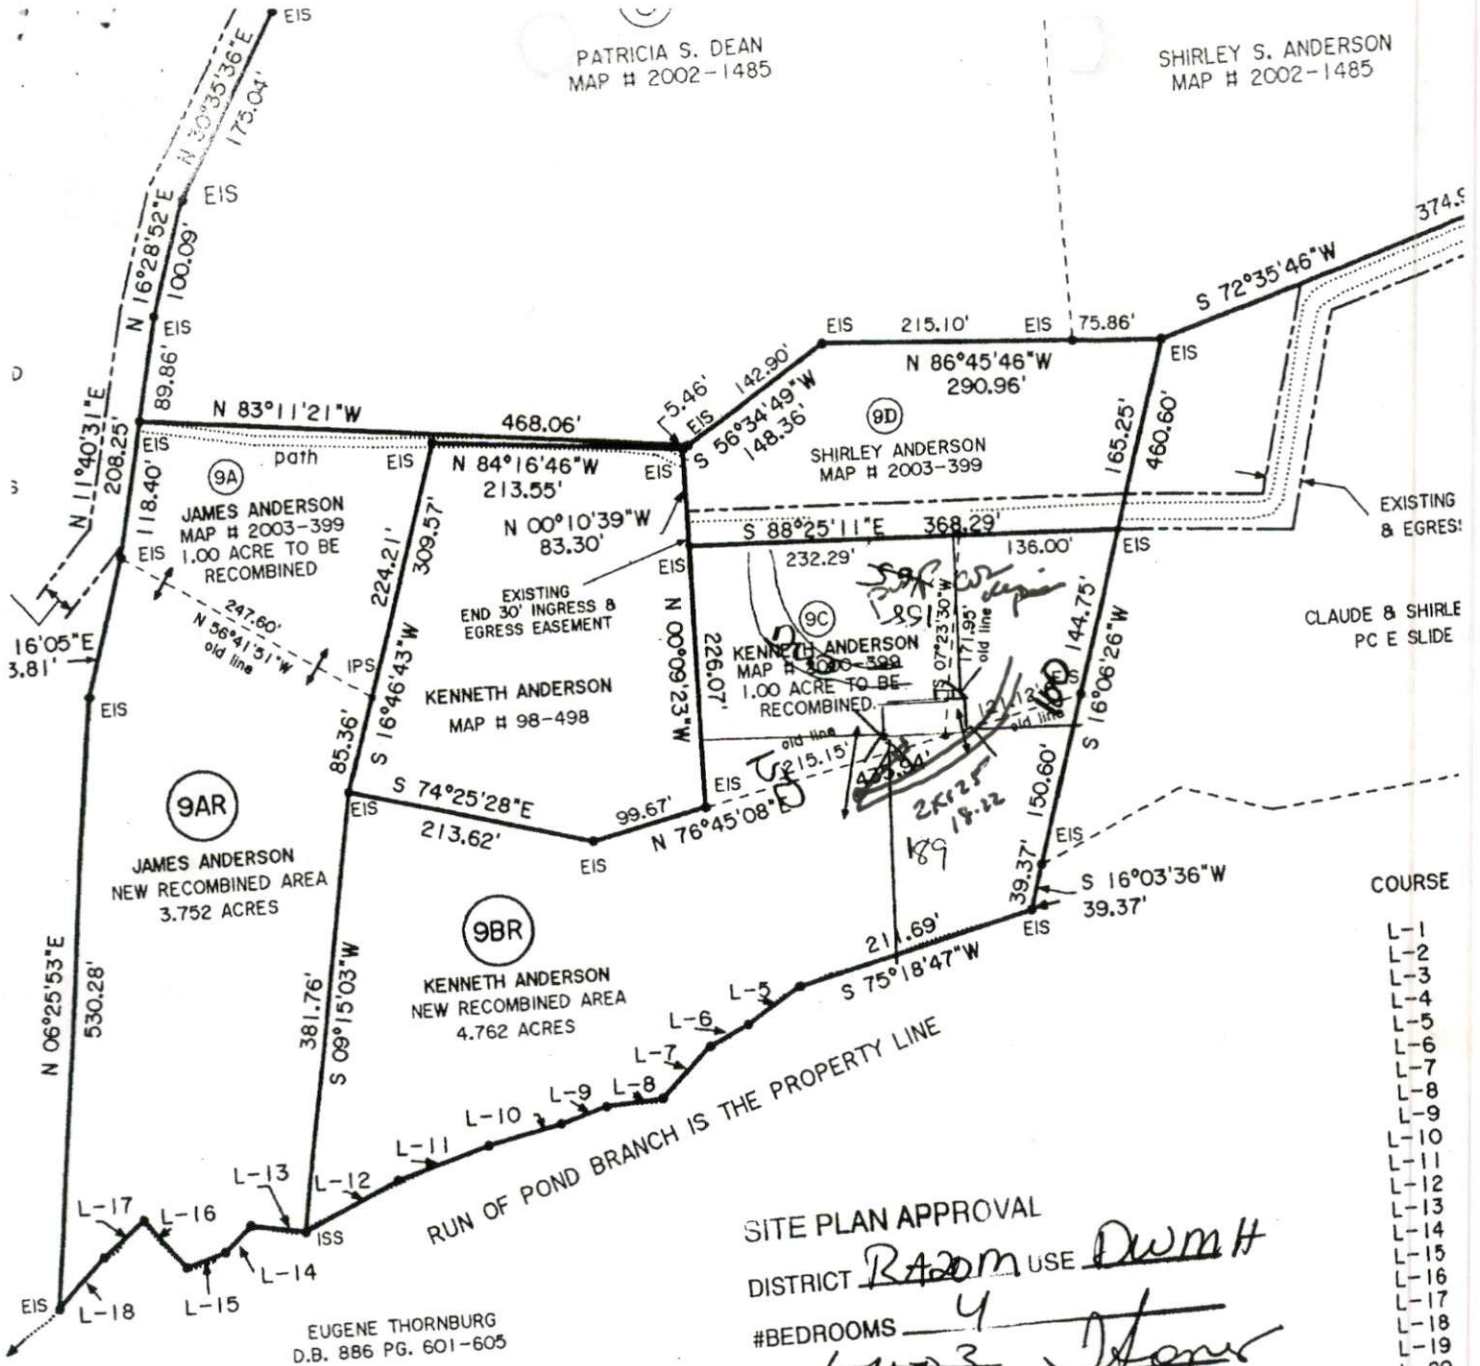 EIS
PATRICIA S. DEAN
MAP # 2002-1485
SHIRLEY S. ANDERSON
MAP # 2002-1485
N 30°35'36"E
175.04'
EIS
N 16°28'52"E
100.09'
EIS
89.86'
N 11°40'31"E
208.25'
118.40'
374.9
S 72°35'46"W
EIS
215.10'
EIS
75.86'
EIS
N 86°45'46"W
290.96'
142.90'
S 56°34'49"W
148.36'
5.46'
EIS
N 83°11'21"W
468.06'
EIS
path
EIS
N 84°16'46"W
213.55'
EIS
9D
SHIRLEY ANDERSON
MAP # 2003-399
165.25'
460.60'
9A
JAMES ANDERSON
MAP # 2003-399
1.00 ACRE TO BE
RECOMBINED
EIS
224.21'
309.57'
N 00°10'39"W
83.30'
S 88°25'11"E
368.29'
232.29'
136.00'
EIS
EIS
EXISTING
& EGRES
EXISTING
END 30' INGRESS &
EGRESS EASEMENT
247.60'
N 56°41'51"W
old line
IPS
S 16°46'43"W
85.36'
16'05"E
3.81'
EIS
KENNETH ANDERSON
MAP # 98-498
N 00°09'23"W
226.07'
9C
KENNETH ANDERSON
MAP #
1.00 ACRE TO BE
RECOMBINED
S 07°23'30"W
171.95'
old line
144.75'
EIS
S 16°06'26"W
121.12'
old line
100
CLAUDE & SHIRLE
PC E SLIDE
old line
215.15'
435.94'
EIS
N 76°45'08"E
99.67'
EIS
S 74°25'28"E
213.62'
EIS
150.60'
EIS
39.37'
S 16°03'36"W
39.37'
EIS
189
18.22
9AR
JAMES ANDERSON
NEW RECOMBINED AREA
3.752 ACRES
9BR
KENNETH ANDERSON
NEW RECOMBINED AREA
4.762 ACRES
N 06°25'53"E
530.28'
381.76'
S 09°15'03"W
211.69'
S 75°18'47"W
L-5
L-6
L-7
L-8
L-9
L-10
L-11
L-12
L-13
L-14
L-15
L-16
L-17
L-18
ISS
EIS
RUN OF POND BRANCH IS THE PROPERTY LINE
EUGENE THORNBURG
D.B. 886 PG. 601-605
SITE PLAN APPROVAL
DISTRICT RA20M USE DWMH
#BEDROOMS 4
COURSE
L-1
L-2
L-3
L-4
L-5
L-6
L-7
L-8
L-9
L-10
L-11
L-12
L-13
L-14
L-15
L-16
L-17
L-18
L-19